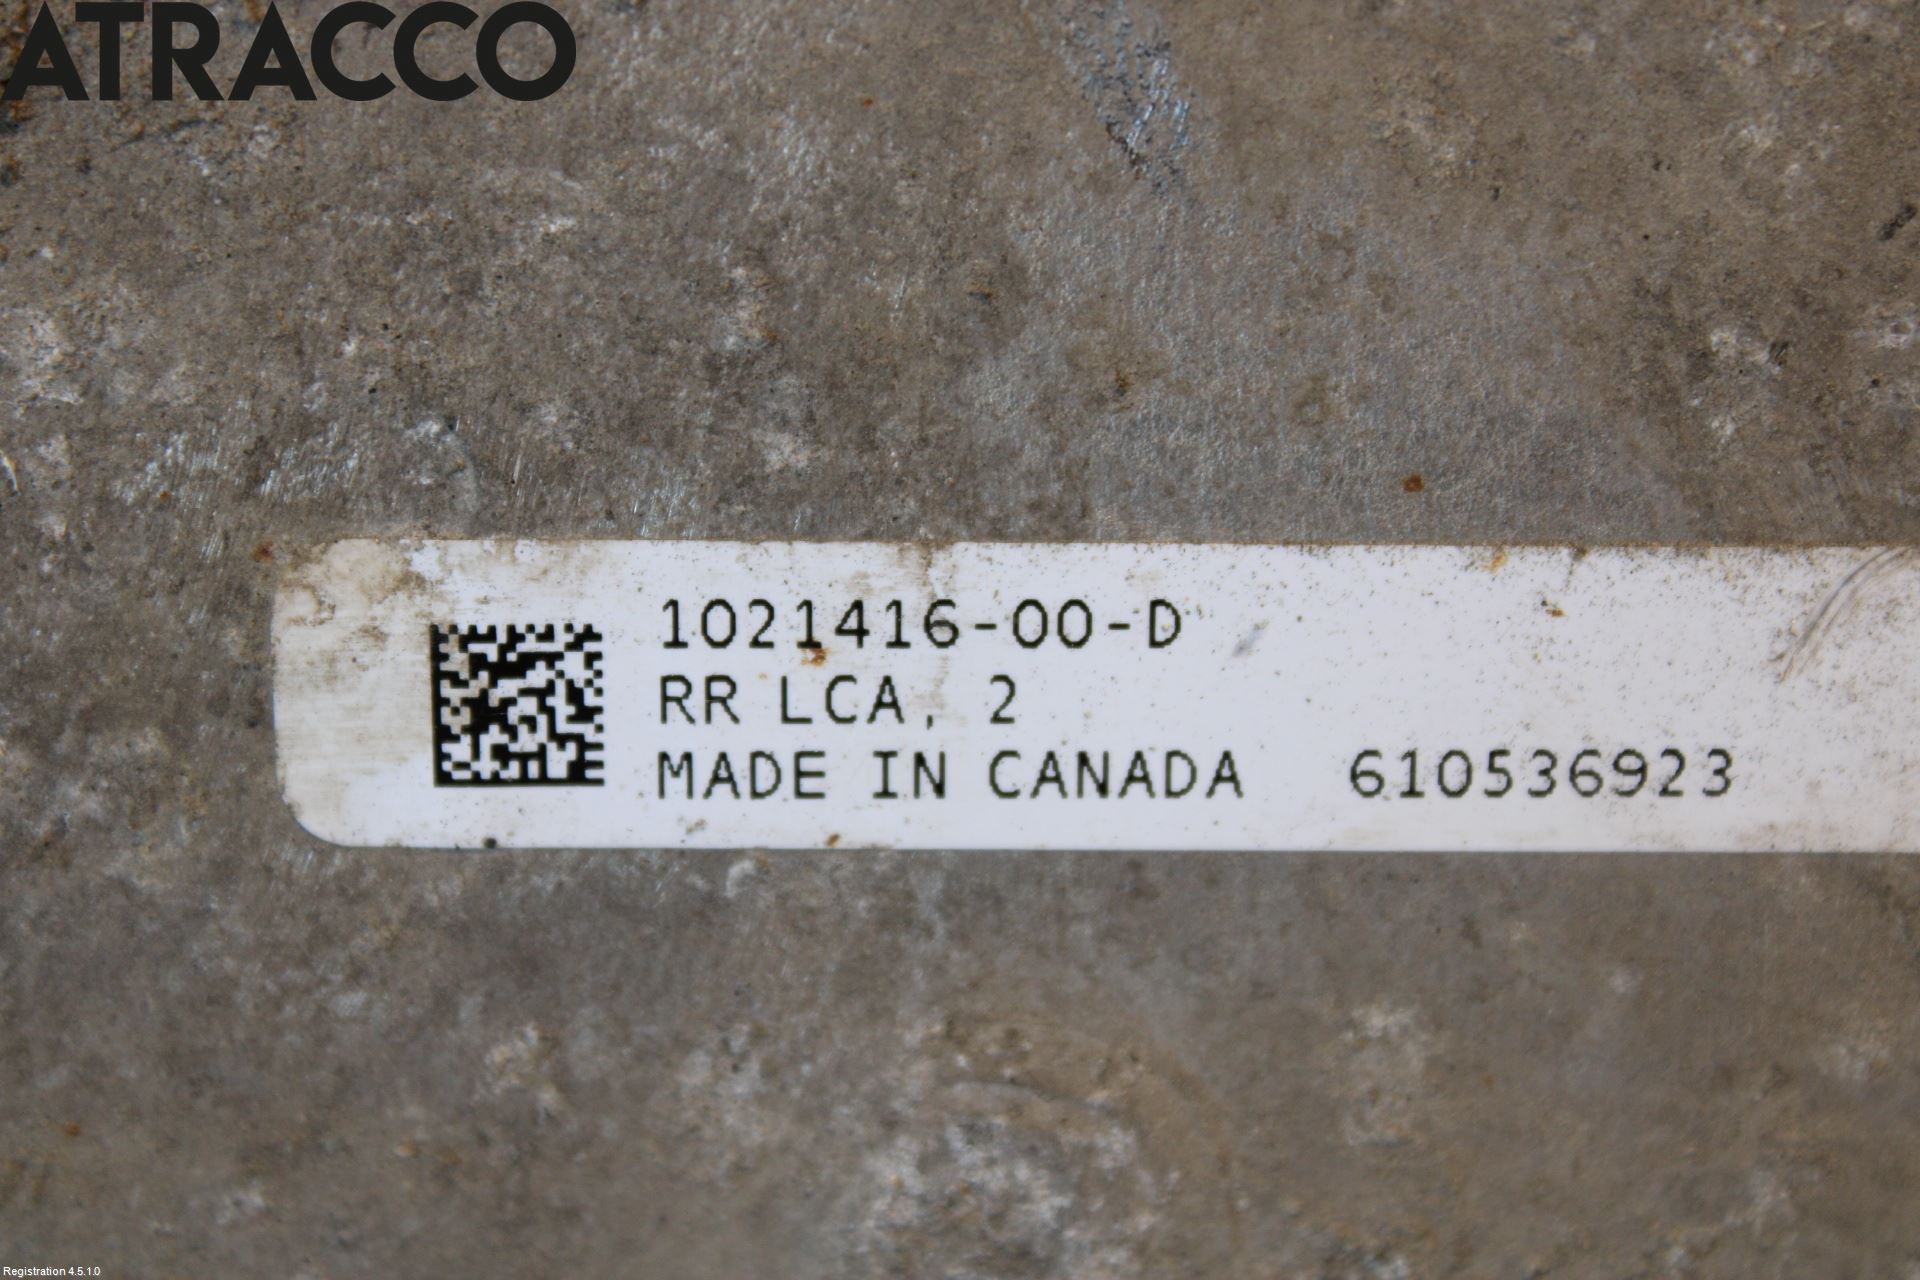 ATRACCO
1021416-00-D
RR LCA, 2
MADE IN CANADA 610536923
Registration 4.5.1.0